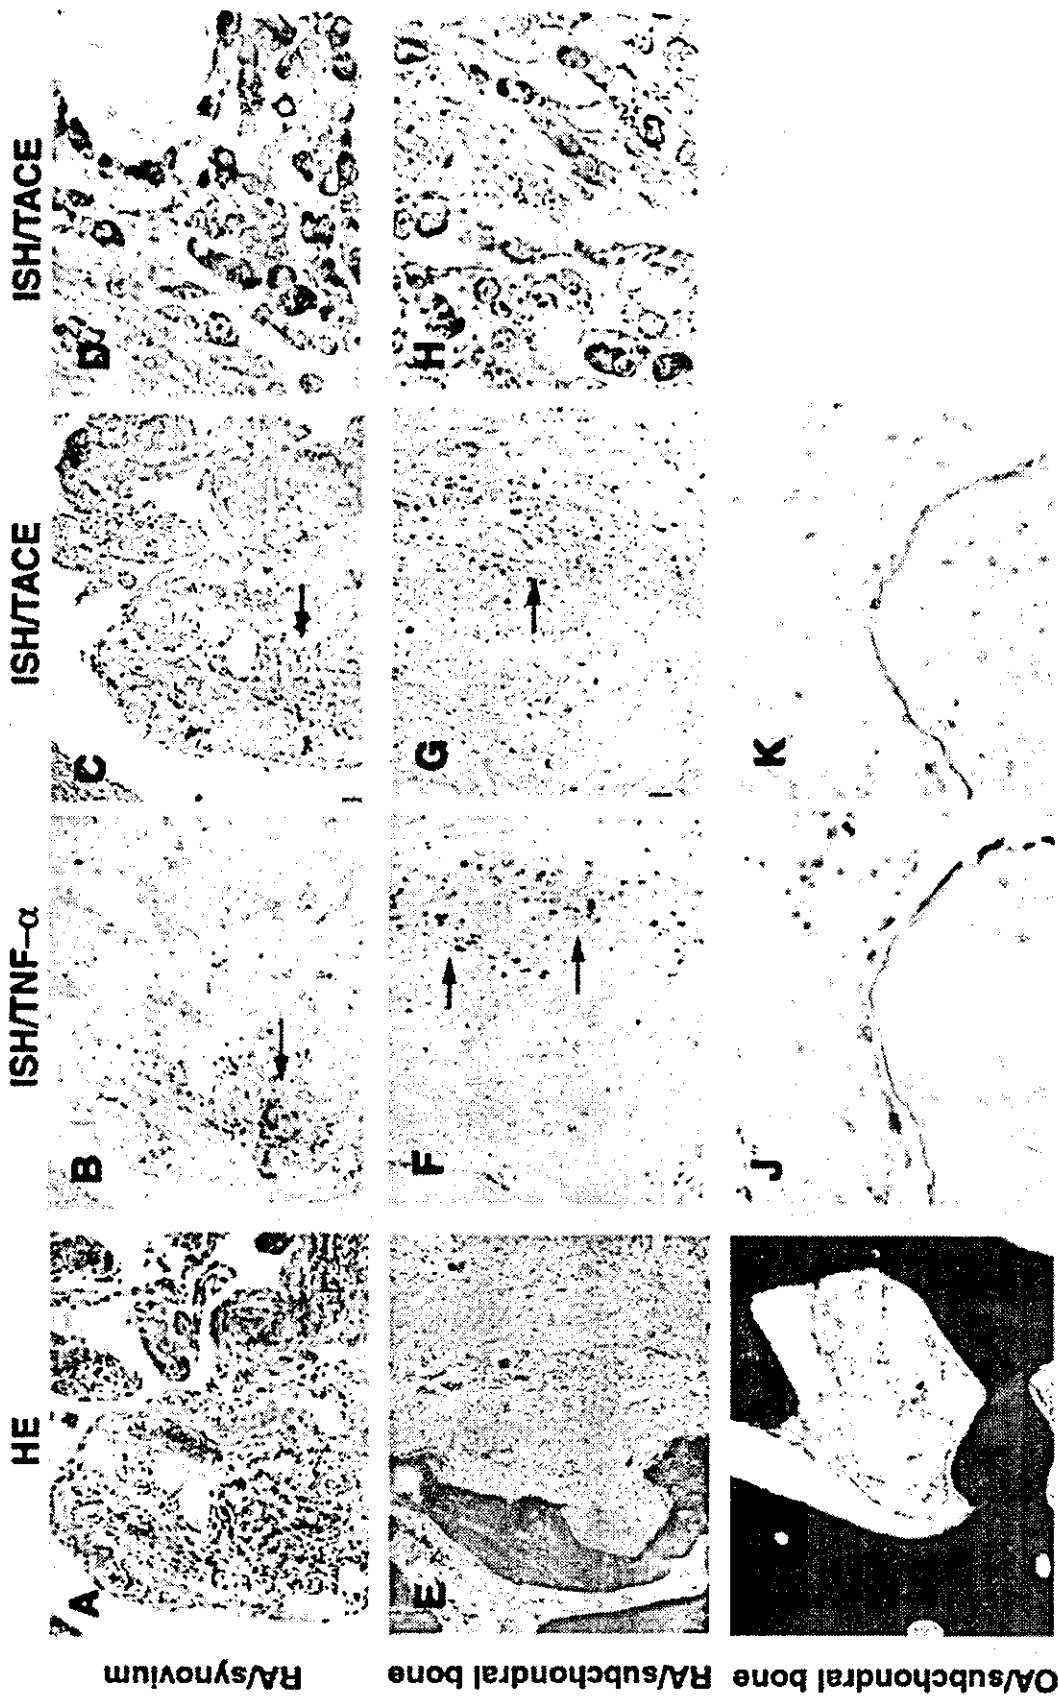 HE
ISH/TNF-α
ISH/TACE
ISH/TACE
RA/synovium
A
B
C
D
RA/subchondral bone
E
F
G
H
OA/subchondral bone
J
K